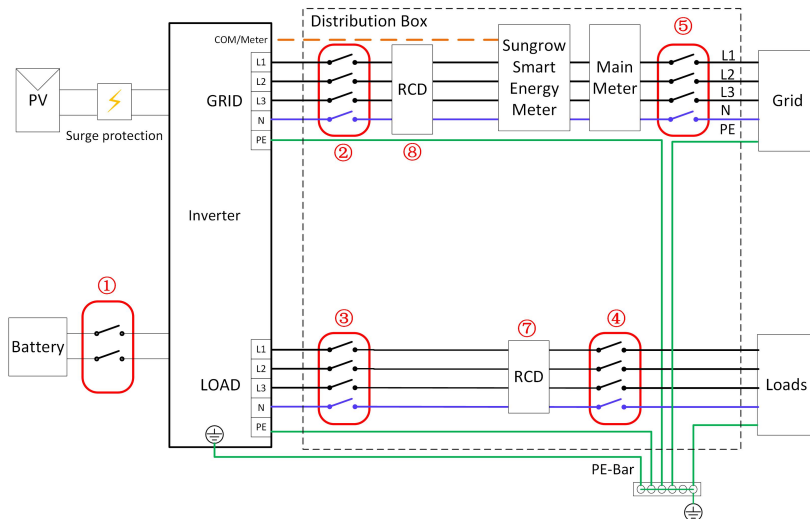 Distribution Box
COM/Meter
L1
L2
L3
N
PE
GRID
②
RCD
⑧
Sungrow
Smart
Energy
Meter
Main
Meter
⑤
L1
L2
L3
N
PE
Grid
PV
Surge protection
Inverter
①
Battery
LOAD
L1
L2
L3
N
PE
③
⑦
RCD
④
Loads
PE-Bar